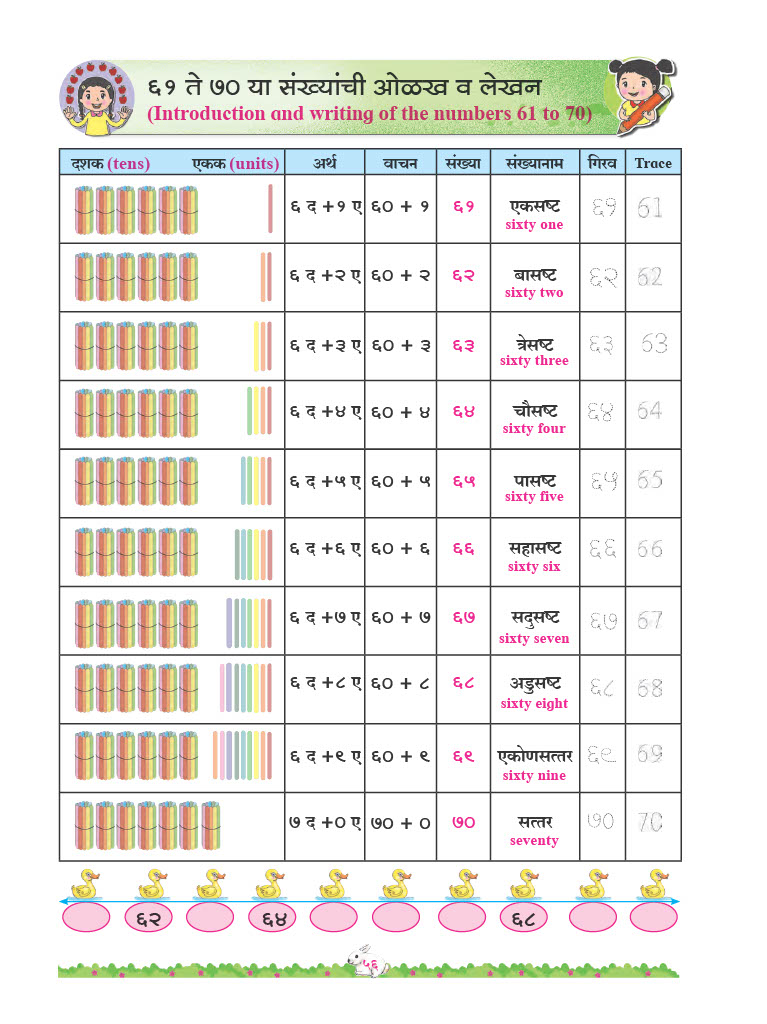 ६१ ते ७० या संख्यांची ओळख व लेखन
(Introduction and writing of the numbers 61 to 70)
दशक (tens) एकक (units) अर्थ वाचन संख्या संख्यानाम गिरव Trace
६ द +१ ए ६० + १ ६१ एकसष्ट ६१ 61
sixty one
६ द +२ ए ६० + २ ६२ बासष्ट ६२ 62
sixty two
६ द +३ ए ६० + ३ ६३ त्रेसष्ट ६३ 63
sixty three
६ द +४ ए ६० + ४ ६४ चौसष्ट ६४ 64
sixty four
६ द +५ ए ६० + ५ ६५ पासष्ट ६५ 65
sixty five
६ द +६ ए ६० + ६ ६६ सहासष्ट ६६ 66
sixty six
६ द +७ ए ६० + ७ ६७ सदुसष्ट ६७ 67
sixty seven
६ द +८ ए ६० + ८ ६८ अडुसष्ट ६८ 68
sixty eight
६ द +९ ए ६० + ९ ६९ एकोणसत्तर ६९ 69
sixty nine
७ द +० ए ७० + ० ७० सत्तर ७० 70
seventy
६२ ६४ ६८
५६